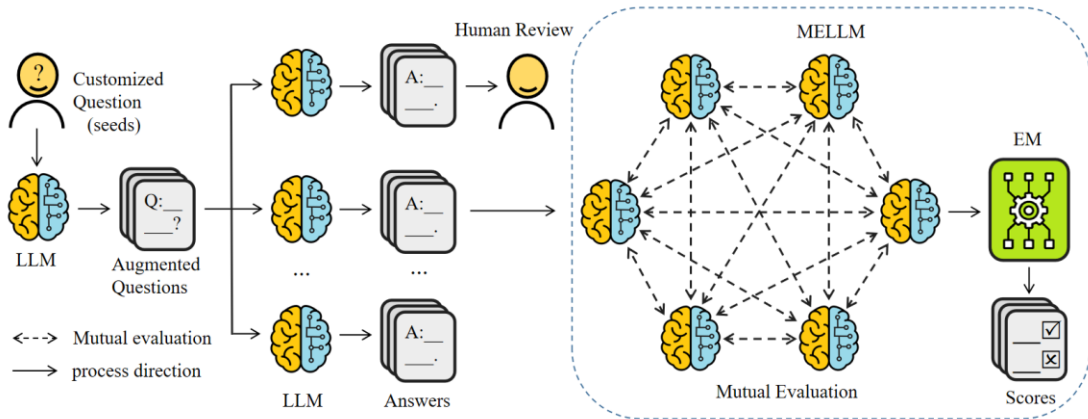 ?
Customized
Question
(seeds)
LLM
Q:__
___?
Augmented
Questions
Mutual evaluation
process direction
A:__
___.
A:__
___.
...
...
A:__
___.
LLM
Answers
Human Review
MELLM
Mutual Evaluation
EM
Scores